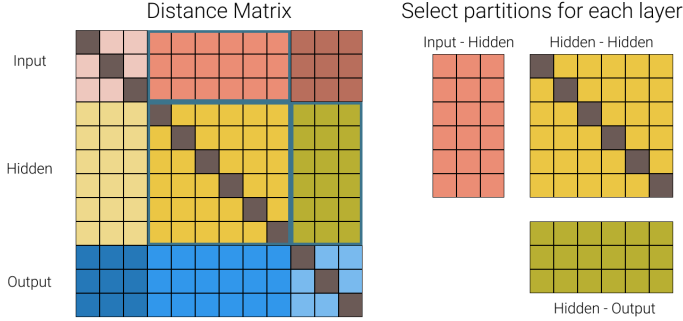 Distance Matrix
Select partitions for each layer
Input - Hidden
Hidden - Hidden
Input
Hidden
Output
Hidden - Output